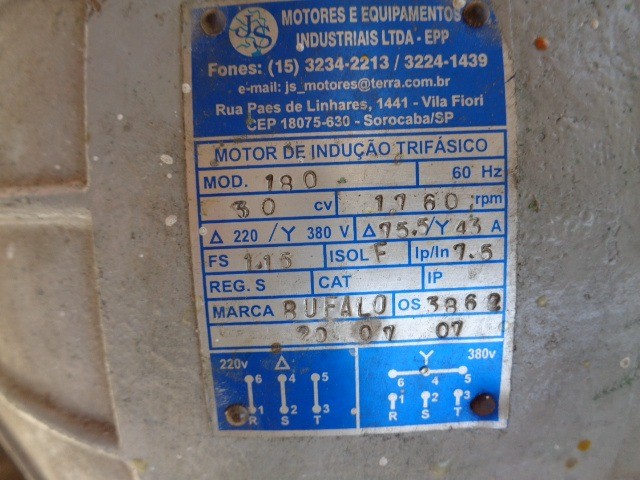 JS
MOTORES E EQUIPAMENTOS
INDUSTRIAIS LTDA - EPP
Fones: (15) 3234-2213 / 3224-1439
e-mail: js_motores@terra.com.br
Rua Paes de Linhares, 1441 - Vila Fiori
CEP 18075-630 - Sorocaba/SP
MOTOR DE INDUÇÃO TRIFÁSICO
MOD. 180 60 Hz
30 CV 1760 rpm
Δ 220 / Y 380 V Δ 75.5/Y 43 A
FS 1.15 ISOL F Ip/In 7.5
REG. S CAT IP
MARCA BUFALO OS 3862
20 07 07
220v Δ Y 380v
6 4 5 6 4 5
1 2 3 1 2 3
R S T R S T